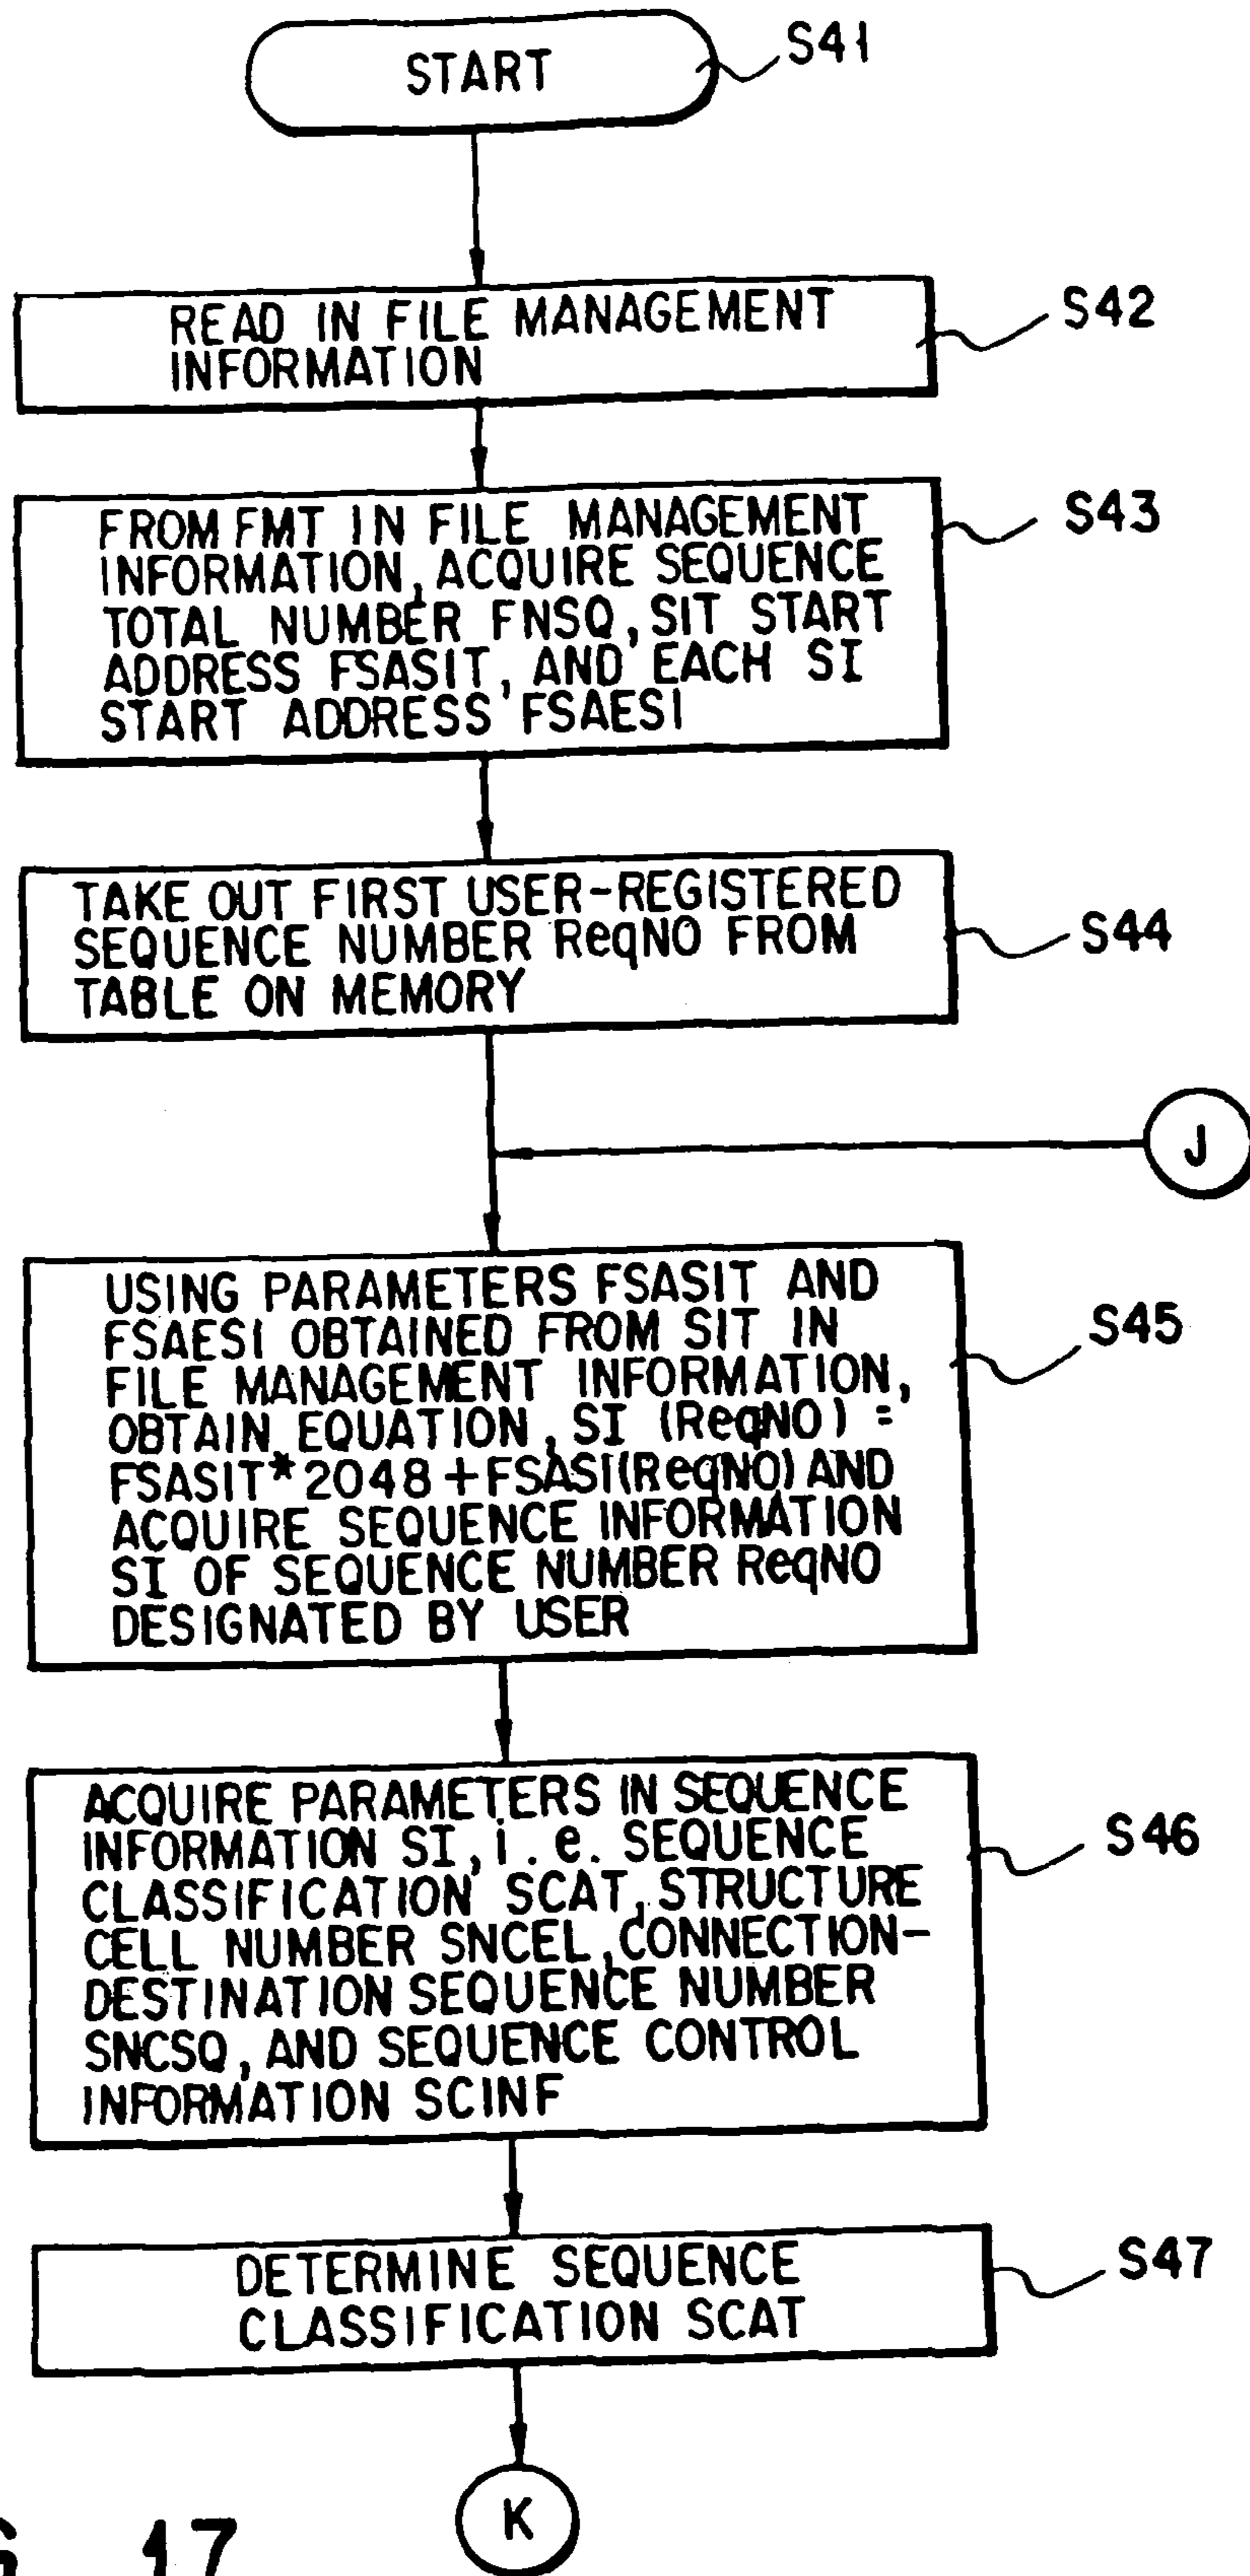 START
S41
READ IN FILE MANAGEMENT
INFORMATION
S42
FROM FMT IN FILE MANAGEMENT
INFORMATION, ACQUIRE SEQUENCE
TOTAL NUMBER FNSQ, SIT START
ADDRESS FSASIT, AND EACH SI
START ADDRESS FSAESI
S43
TAKE OUT FIRST USER-REGISTERED
SEQUENCE NUMBER ReqNO FROM
TABLE ON MEMORY
S44
J
USING PARAMETERS FSASIT AND
FSAESI OBTAINED FROM SIT IN
FILE MANAGEMENT INFORMATION,
OBTAIN EQUATION, SI (ReqNO) =
FSASIT*2048+FSASI(ReqNO) AND
ACQUIRE SEQUENCE INFORMATION
SI OF SEQUENCE NUMBER ReqNO
DESIGNATED BY USER
S45
ACQUIRE PARAMETERS IN SEQUENCE
INFORMATION SI, i.e. SEQUENCE
CLASSIFICATION SCAT, STRUCTURE
CELL NUMBER SNCEL, CONNECTION-
DESTINATION SEQUENCE NUMBER
SNCSQ, AND SEQUENCE CONTROL
INFORMATION SCINF
S46
DETERMINE SEQUENCE
CLASSIFICATION SCAT
S47
K
17